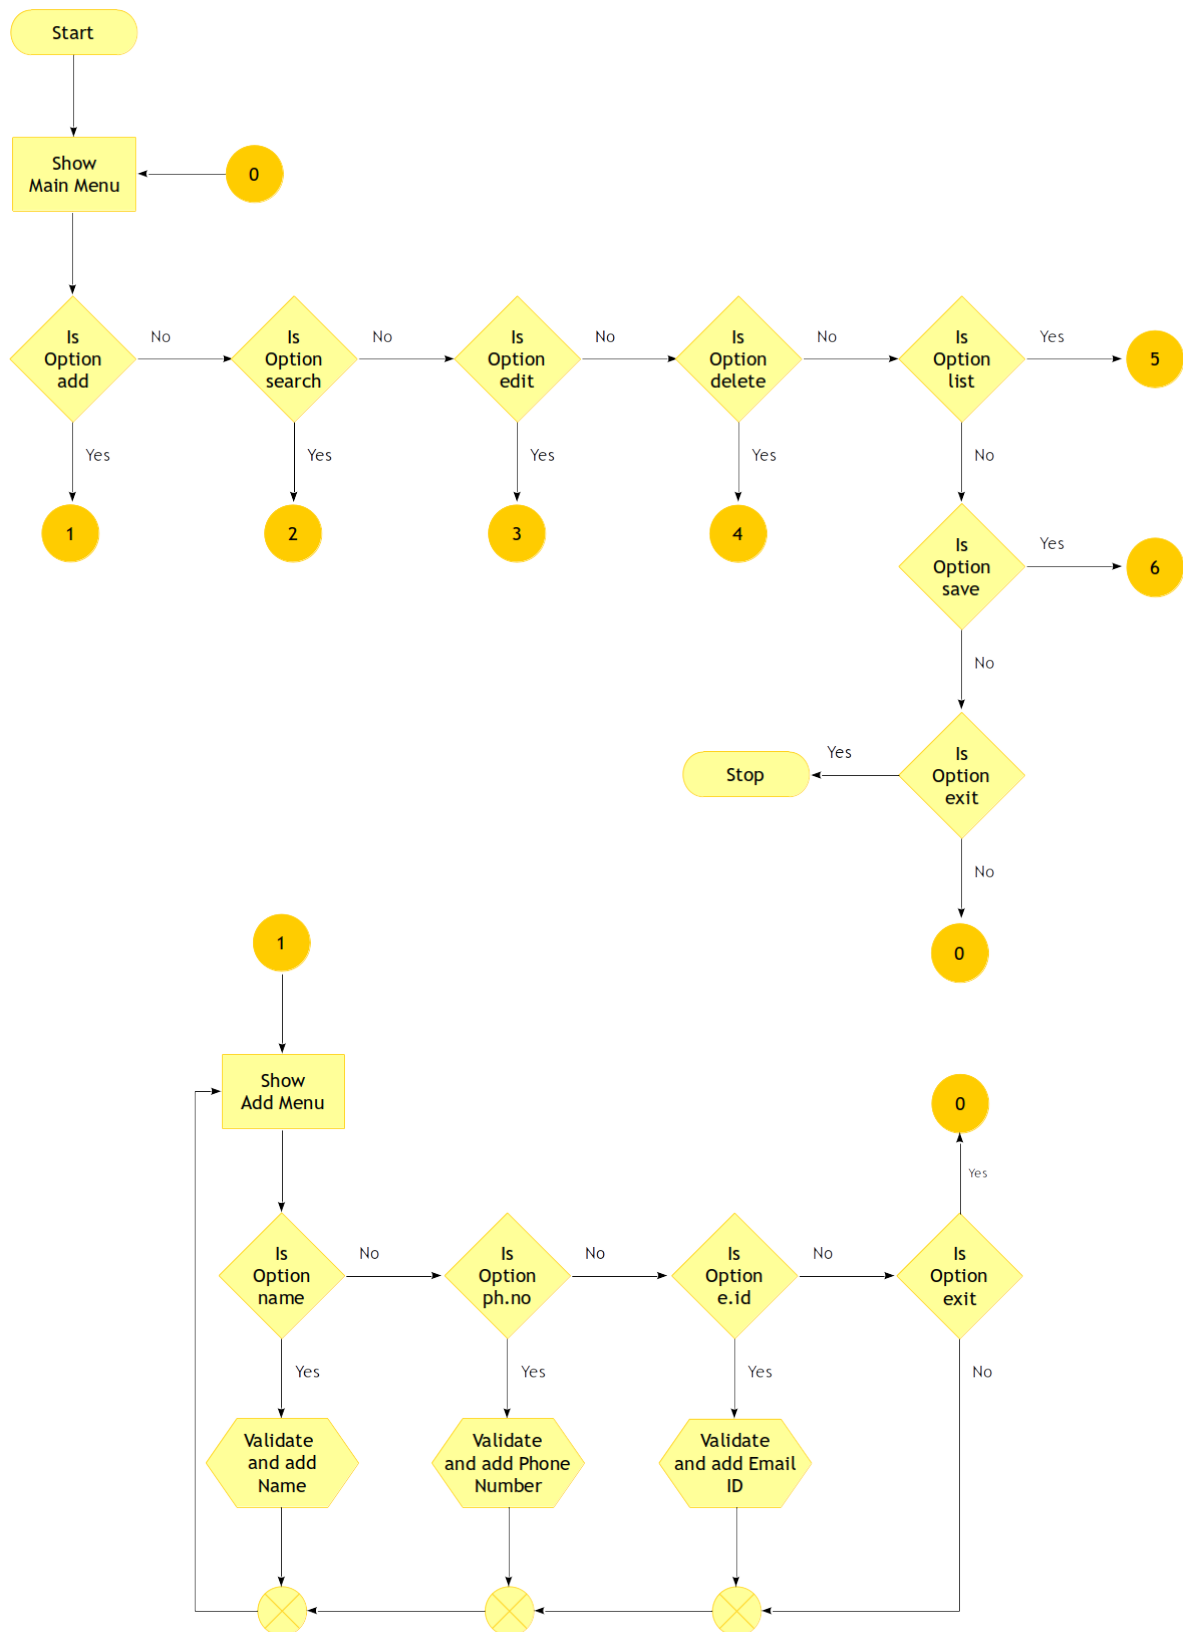 Start
Show
Main Menu
0
Is
Option
add
No
Is
Option
search
No
Is
Option
edit
No
Is
Option
delete
No
Is
Option
list
Yes
5
Yes
1
Yes
2
Yes
3
Yes
4
No
Is
Option
save
Yes
6
No
Is
Option
exit
Yes
Stop
No
0
1
Show
Add Menu
Is
Option
name
No
Is
Option
ph.no
No
Is
Option
e.id
No
Is
Option
exit
Yes
0
Yes
Validate
and add
Name
Yes
Validate
and add Phone
Number
Yes
Validate
and add Email
ID
No